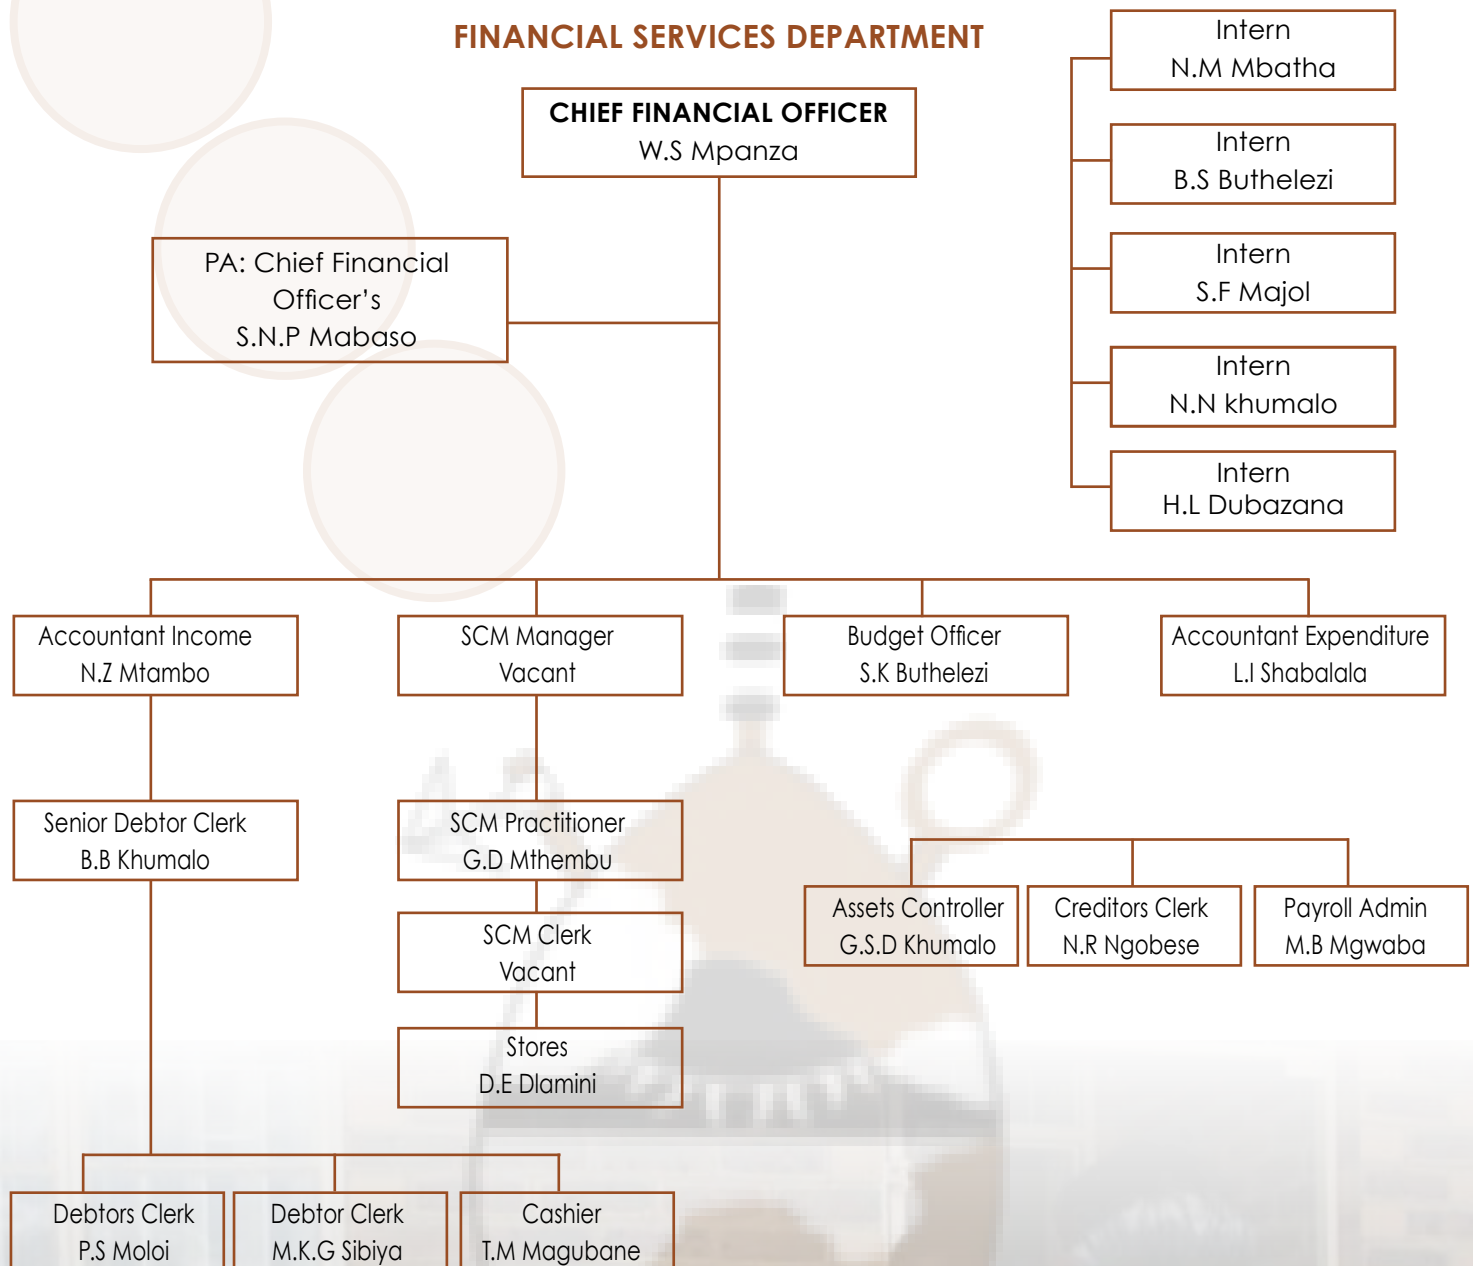 FINANCIAL SERVICES DEPARTMENT
CHIEF FINANCIAL OFFICER
W.S Mpanza
PA: Chief Financial
Officer’s
S.N.P Mabaso
Intern
N.M Mbatha
Intern
B.S Buthelezi
Intern
S.F Majol
Intern
N.N khumalo
Intern
H.L Dubazana
Accountant Income
N.Z Mtambo
SCM Manager
Vacant
Budget Officer
S.K Buthelezi
Accountant Expenditure
L.I Shabalala
Senior Debtor Clerk
B.B Khumalo
SCM Practitioner
G.D Mthembu
SCM Clerk
Vacant
Stores
D.E Dlamini
Assets Controller
G.S.D Khumalo
Creditors Clerk
N.R Ngobese
Payroll Admin
M.B Mgwaba
Debtors Clerk
P.S Moloi
Debtor Clerk
M.K.G Sibiya
Cashier
T.M Magubane